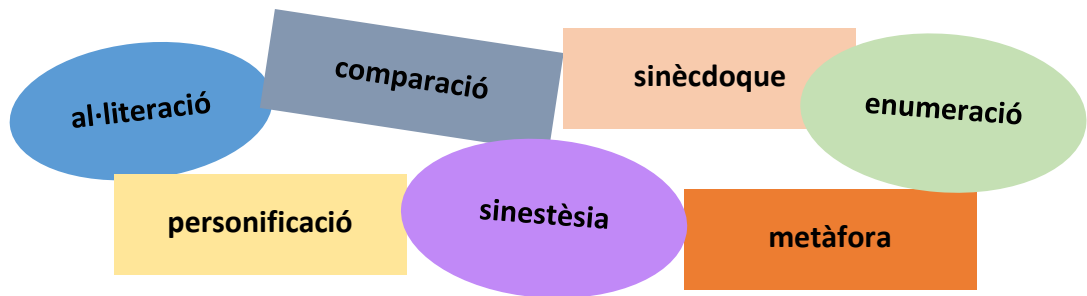 al·literació
comparació
sinècdoque
enumeració
personificació
sinestèsia
metàfora